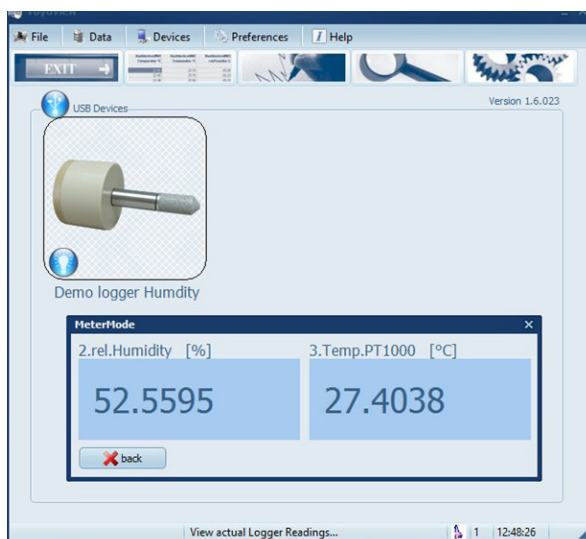 File Data Devices Preferences Help
EXIT
Version 1.6.023
USB Devices
Demo logger Humdity
MeterMode
2.rel.Humidity [%] 3.Temp.PT1000 [°C]
52.5595 27.4038
back
View actual Logger Readings... 1 12:48:26